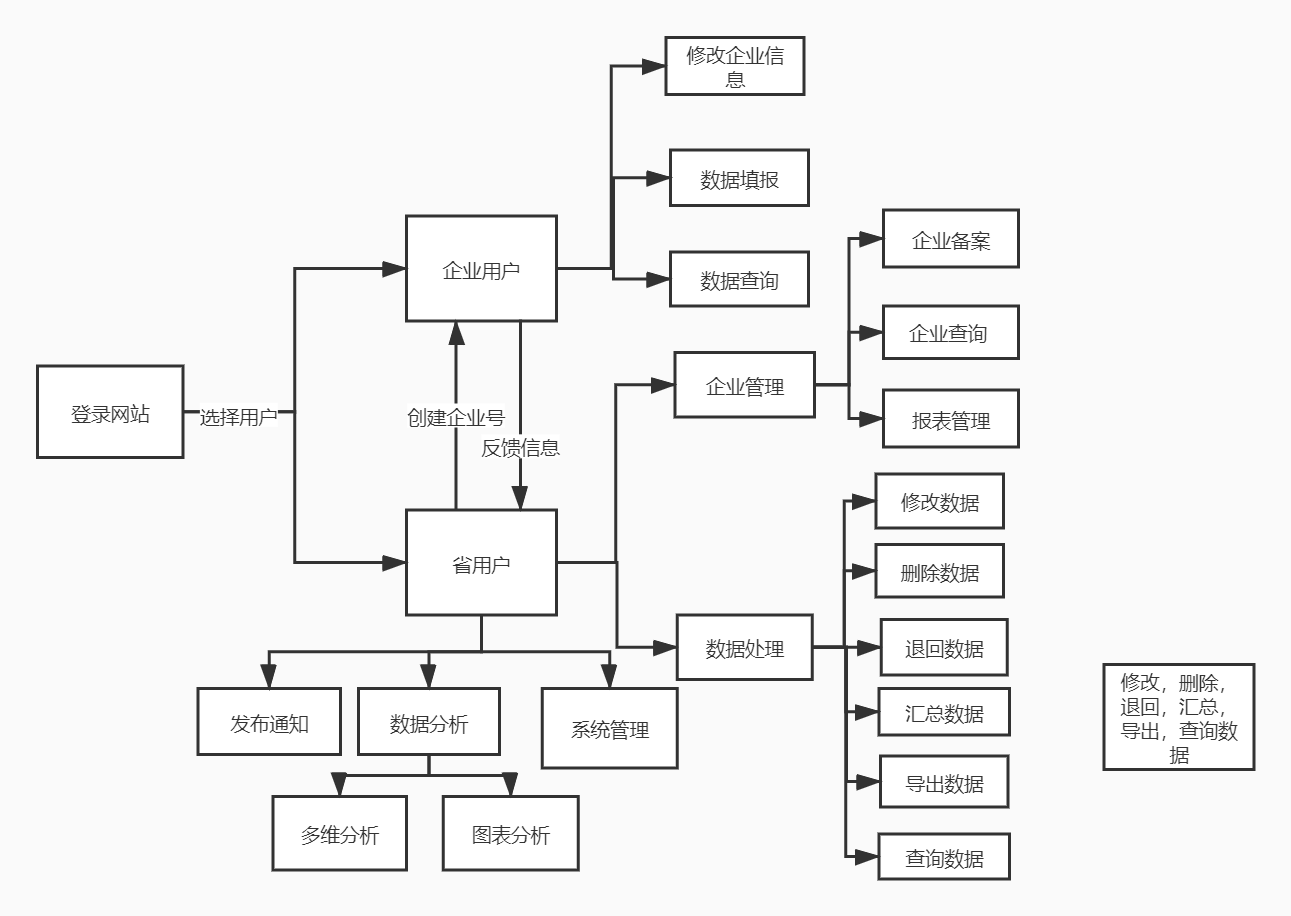 修改企业信
息
数据填报
企业用户
企业备案
数据查询
企业查询
企业管理
登录网站
选择用户
创建企业号
报表管理
反馈信息
修改数据
省用户
删除数据
数据处理
退回数据
修改，删除，
退回，汇总，
导出，查询数
据
发布通知
数据分析
系统管理
汇总数据
导出数据
多维分析
图表分析
查询数据